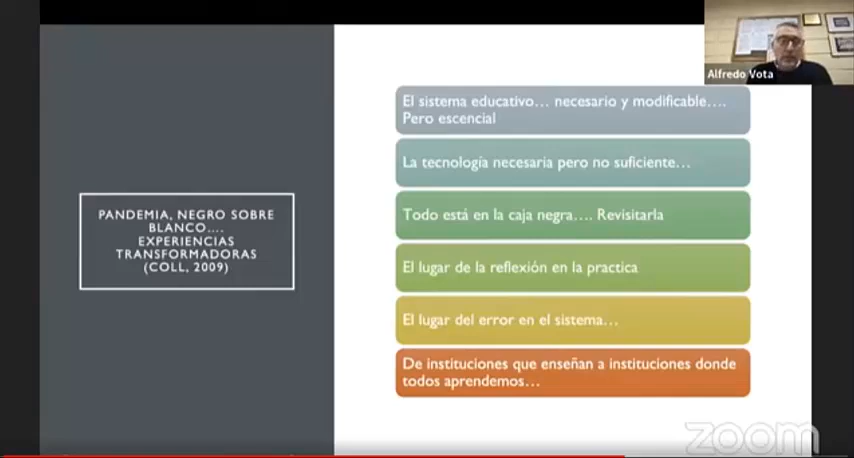 Alfredo Vota
PANDEMIA, NEGRO SOBRE
BLANCO....
EXPERIENCIAS
TRANSFORMADORAS
(COLL, 2009)
El sistema educativo... necesario y modificable....
Pero escencial
La tecnología necesaria pero no suficiente...
Todo está en la caja negra.... Revisitarla
El lugar de la reflexión en la practica
El lugar del error en el sistema...
De instituciones que enseñan a instituciones donde
todos aprendemos...
zoom